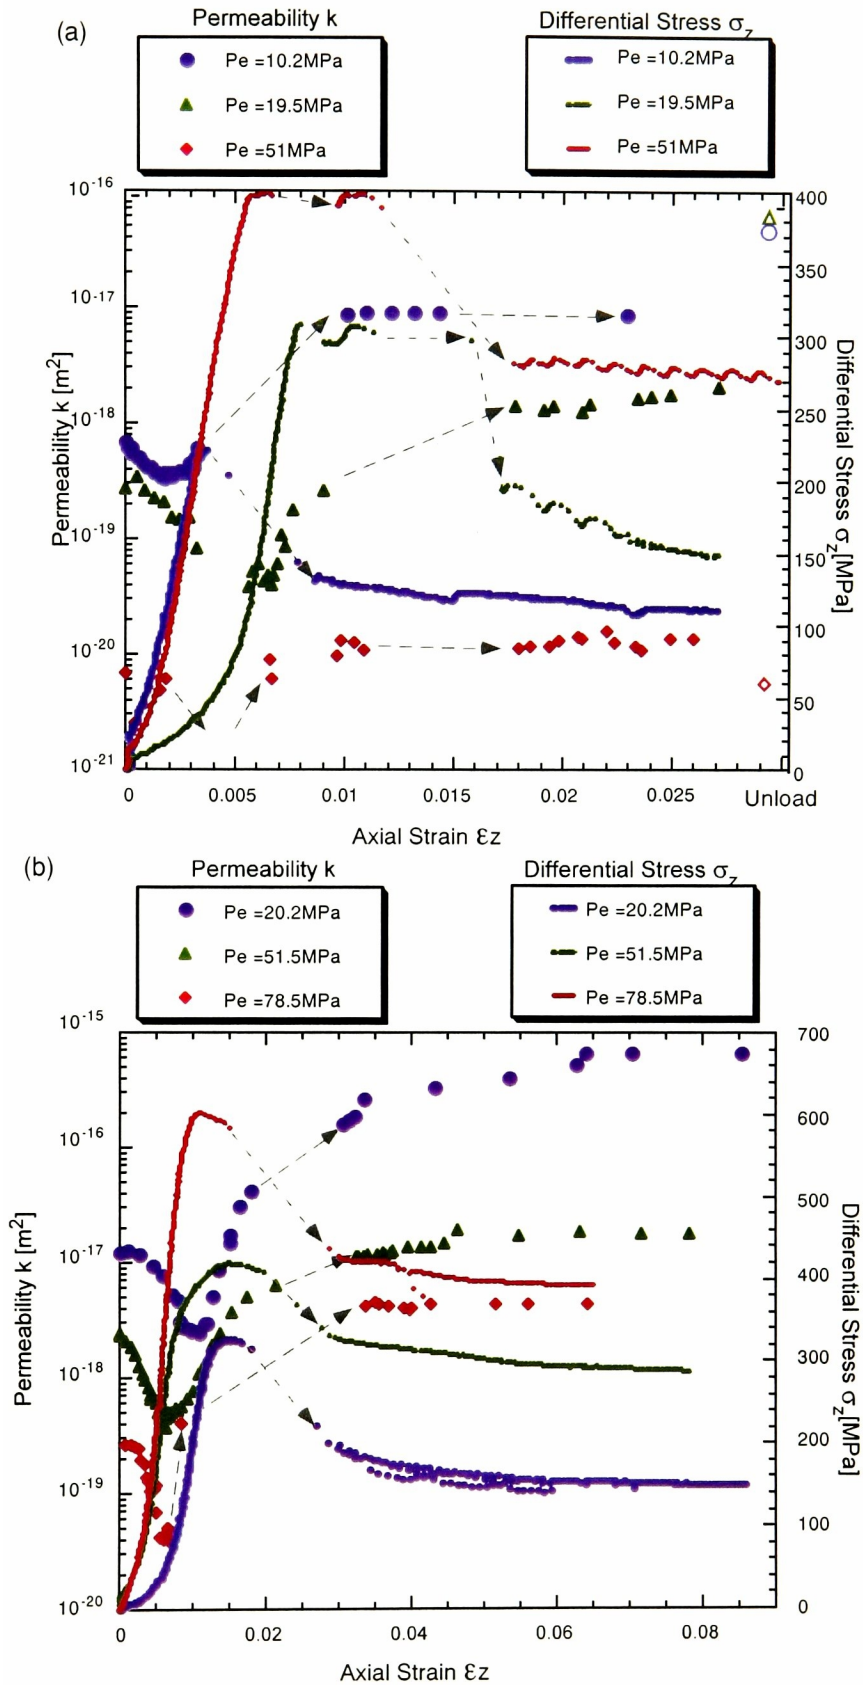 (a)
Permeability k
Differential Stress σz
Pe =10.2MPa
Pe =19.5MPa
Pe =51MPa
Pe =10.2MPa
Pe =19.5MPa
Pe =51MPa
Permeability k [m²]
10⁻¹⁶
10⁻¹⁷
10⁻¹⁸
10⁻¹⁹
10⁻²⁰
10⁻²¹
400
350
300
250
200
150
100
50
0
Differential Stress σz[MPa]
0
0.005
0.01
0.015
0.02
0.025
Unload
Axial Strain εz
(b)
Permeability k
Differential Stress σz
Pe =20.2MPa
Pe =51.5MPa
Pe =78.5MPa
Pe =20.2MPa
Pe =51.5MPa
Pe =78.5MPa
Permeability k [m²]
10⁻¹⁵
10⁻¹⁶
10⁻¹⁷
10⁻¹⁸
10⁻¹⁹
10⁻²⁰
700
600
500
400
300
200
100
0
Differential Stress σz[MPa]
0
0.02
0.04
0.06
0.08
Axial Strain εz